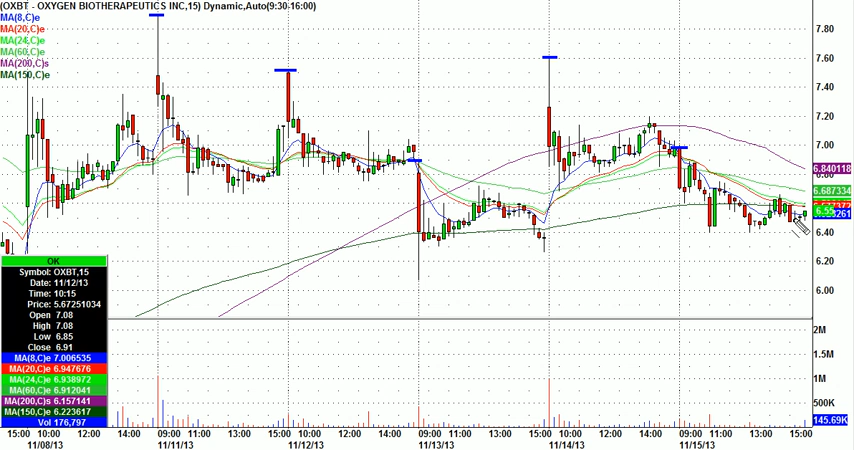 (OXBT - OXYGEN BIOTHERAPEUTICS INC,15) Dynamic,Auto(9:30-16:00)
MA(8,C)e
MA(20,C)e
MA(24,C)e
MA(60,C)e
MA(200,C)s
MA(150,C)e
7.80
7.60
7.40
7.20
7.00
6.80
6.840118
6.687334
6.55
6.40
6.20
6.00
OK
Symbol: OXBT,15
Date: 11/12/13
Time: 10:15
Price: 5.67251034
Open 7.08
High 7.08
Low 6.85
Close 6.91
MA(8,C)e 7.006535
MA(20,C)e 6.947676
MA(24,C)e 6.938972
MA(60,C)e 6.912041
MA(200,C)s 6.157141
MA(150,C)e 6.223617
Vol 176,797
2M
1.5M
1M
500K
145.69K
15:00 10:00 12:00 14:00 09:00 11:00 13:00 15:00 10:00 12:00 14:00 09:00 11:00 13:00 15:00 10:00 12:00 14:00 09:00 11:00 13:00 15:00
11/08/13 11/11/13 11/12/13 11/13/13 11/14/13 11/15/13